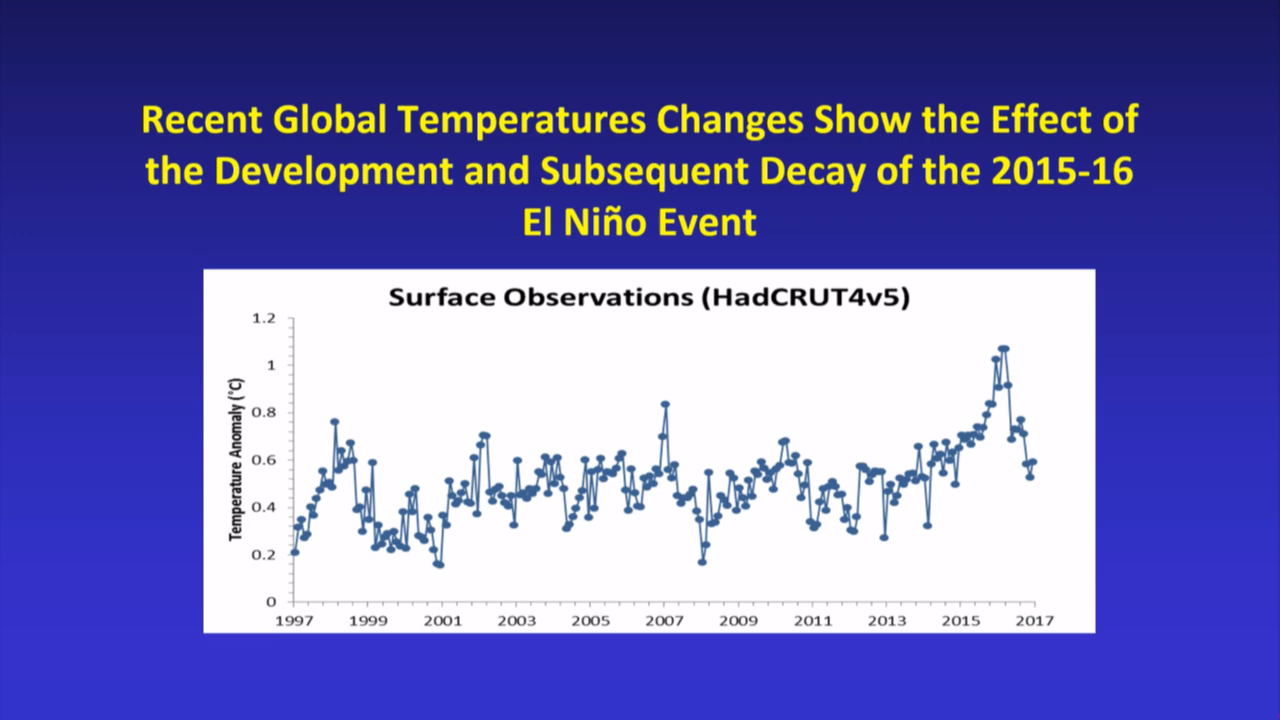 Recent Global Temperatures Changes Show the Effect of
the Development and Subsequent Decay of the 2015-16
El Niño Event
Surface Observations (HadCRUT4v5)
Temperature Anomaly (°C)
1.2
1
0.8
0.6
0.4
0.2
0
1997 1999 2001 2003 2005 2007 2009 2011 2013 2015 2017